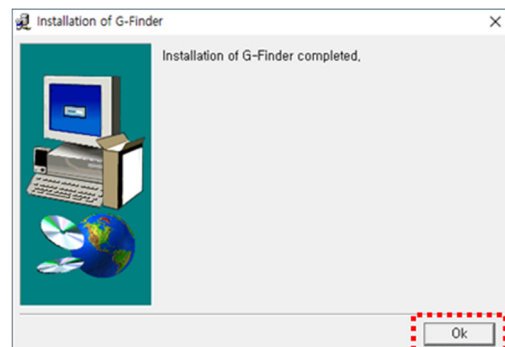 Installation of G-Finder
Installation of G-Finder completed.
Ok